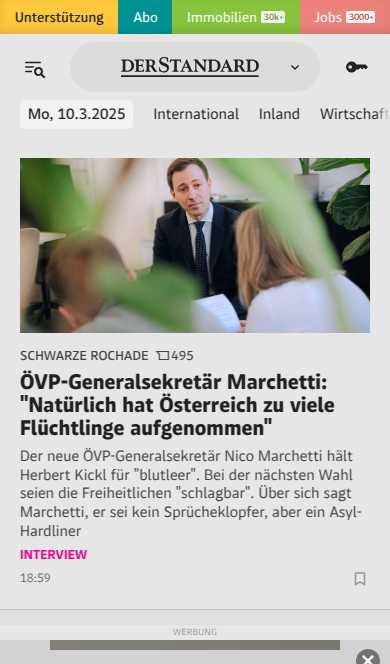 Unterstützung Abo Immobilien 30k+ Jobs 3000+
DERSTANDARD
Mo, 10.3.2025 International Inland Wirtschaft
SCHWARZE ROCHADE 495
ÖVP-Generalsekretär Marchetti:
"Natürlich hat Österreich zu viele
Flüchtlinge aufgenommen"
Der neue ÖVP-Generalsekretär Nico Marchetti hält
Herbert Kickl für "blutleer". Bei der nächsten Wahl
seien die Freiheitlichen "schlagbar". Über sich sagt
Marchetti, er sei kein Sprücheklopfer, aber ein Asyl-
Hardliner
INTERVIEW
18:59
WERBUNG